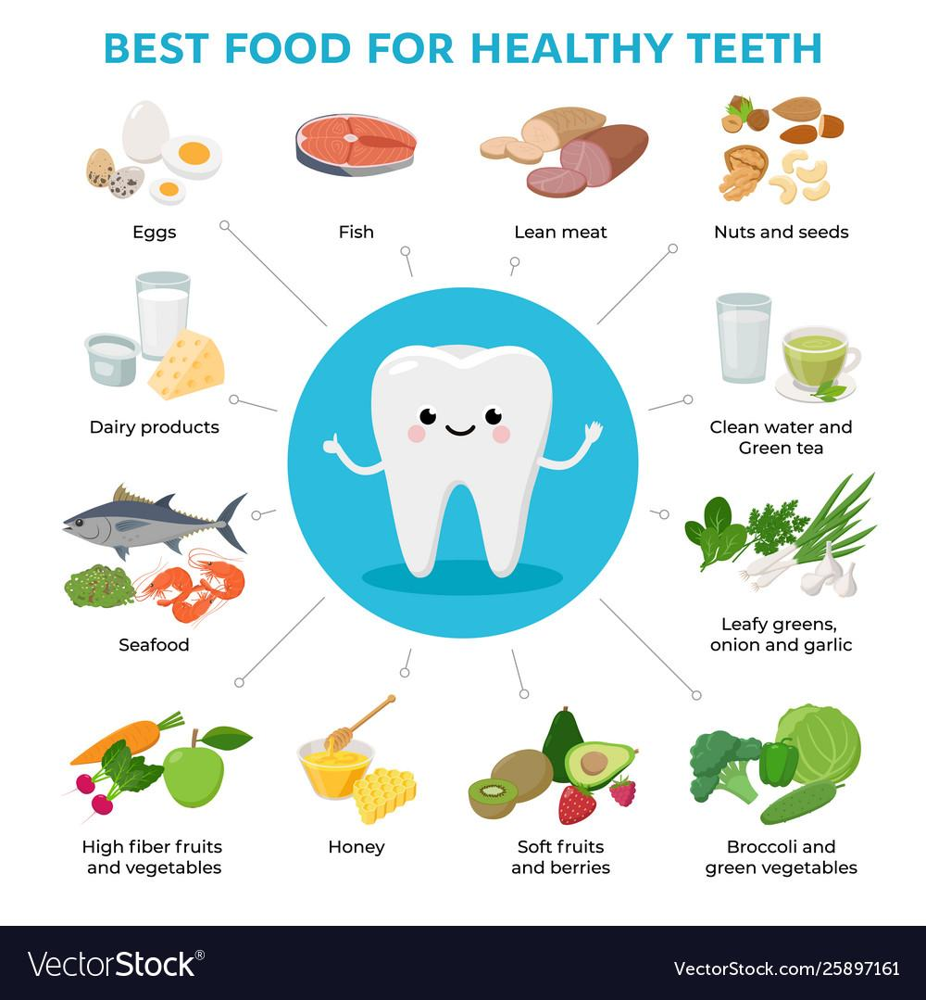 BEST FOOD FOR HEALTHY TEETH
Eggs
Fish
Lean meat
Nuts and seeds
Dairy products
Clean water and
Green tea
Seafood
Leafy greens,
onion and garlic
High fiber fruits
and vegetables
Honey
Soft fruits
and berries
Broccoli and
green vegetables
VectorStock®
VectorStock.com/25897161